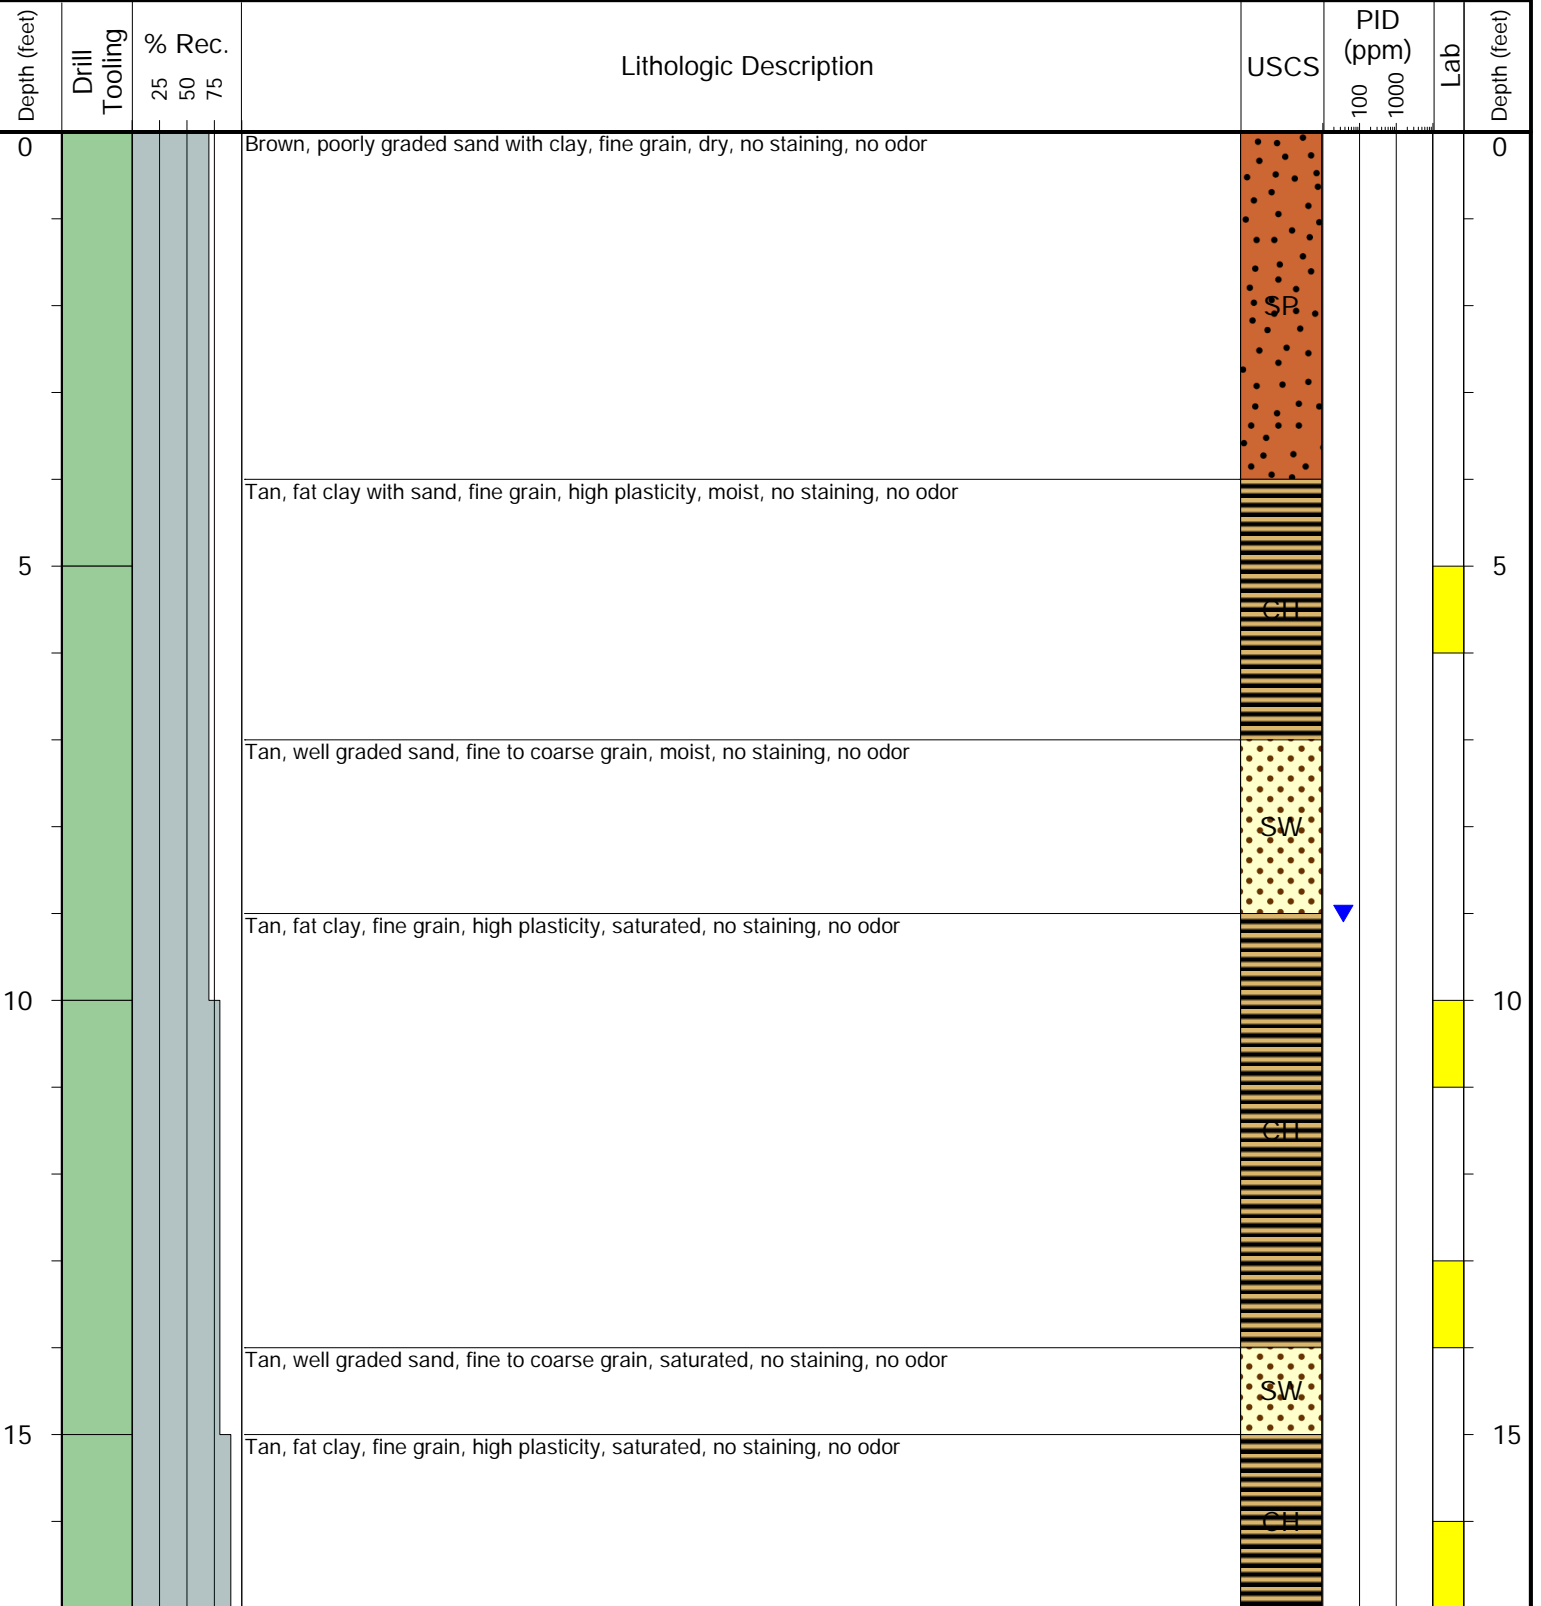 Depth (feet)
Drill
Tooling
% Rec.
25 50 75
Lithologic Description
USCS
PID
(ppm)
100 1000
Lab
Depth (feet)
0
Brown, poorly graded sand with clay, fine grain, dry, no staining, no odor
0
SP
Tan, fat clay with sand, fine grain, high plasticity, moist, no staining, no odor
5
5
CH
Tan, well graded sand, fine to coarse grain, moist, no staining, no odor
SW
Tan, fat clay, fine grain, high plasticity, saturated, no staining, no odor
10
10
CH
Tan, well graded sand, fine to coarse grain, saturated, no staining, no odor
SW
15
15
Tan, fat clay, fine grain, high plasticity, saturated, no staining, no odor
CH